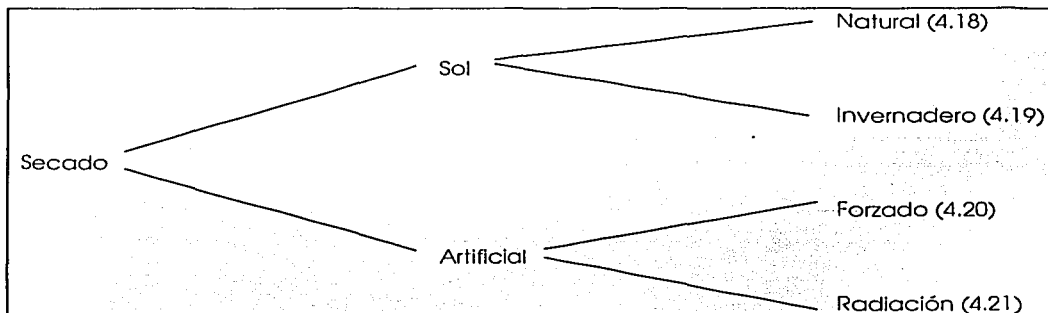 Natural (4.18)
Sol
Invernadero (4.19)
Secado
Forzado (4.20)
Artificial
Radiación (4.21)